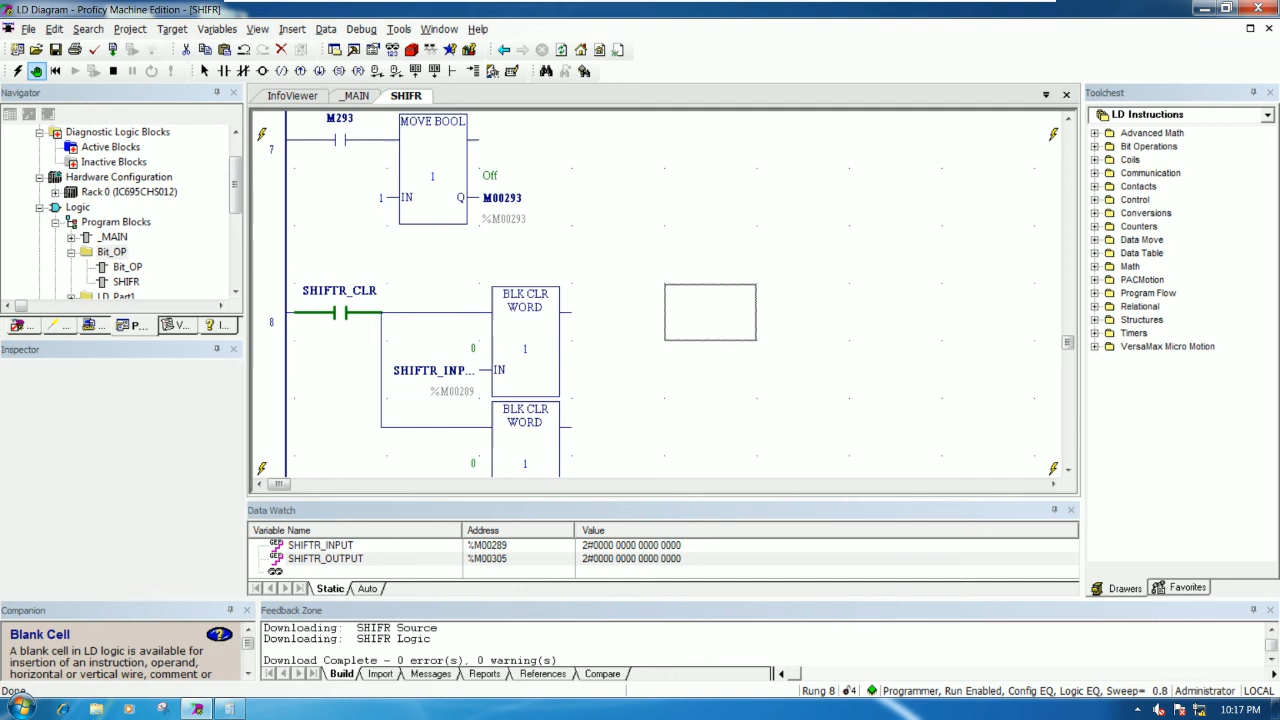 LD Diagram - Proficy Machine Edition - [SHIFR]
File Edit Search Project Target Variables View Insert Data Debug Tools Window Help
Navigator
Diagnostic Logic Blocks
Active Blocks
Inactive Blocks
Hardware Configuration
Rack 0 (IC695CHS012)
Logic
Program Blocks
_MAIN
Bit_OP
Bit_OP
SHIFR
LD_Part1
P...
V...
I...
Inspector
InfoViewer _MAIN SHIFR
7
M293
MOVE BOOL
1
Off
1 IN Q M00293
%M00293
8
SHIFTR_CLR
BLK CLR
WORD
1
0
SHIFTR_INP... IN
%M00289
BLK CLR
WORD
0 1
Toolchest
LD Instructions
Advanced Math
Bit Operations
Coils
Communication
Contacts
Control
Conversions
Counters
Data Move
Data Table
Math
PACMotion
Program Flow
Relational
Structures
Timers
VersaMax Micro Motion
Drawers Favorites
Data Watch
Variable Name Address Value
SHIFTR_INPUT %M00289 2#0000 0000 0000 0000
SHIFTR_OUTPUT %M00305 2#0000 0000 0000 0000
Static Auto
Companion
Blank Cell
A blank cell in LD logic is available for
insertion of an instruction, operand,
horizontal or vertical wire, comment or
Feedback Zone
Downloading: SHIFR Source
Downloading: SHIFR Logic
Download Complete - 0 error(s), 0 warning(s)
Build Import Messages Reports References Compare
Done
Rung 8 4 Programmer, Run Enabled, Config EQ, Logic EQ, Sweep= 0.8 Administrator LOCAL
10:17 PM